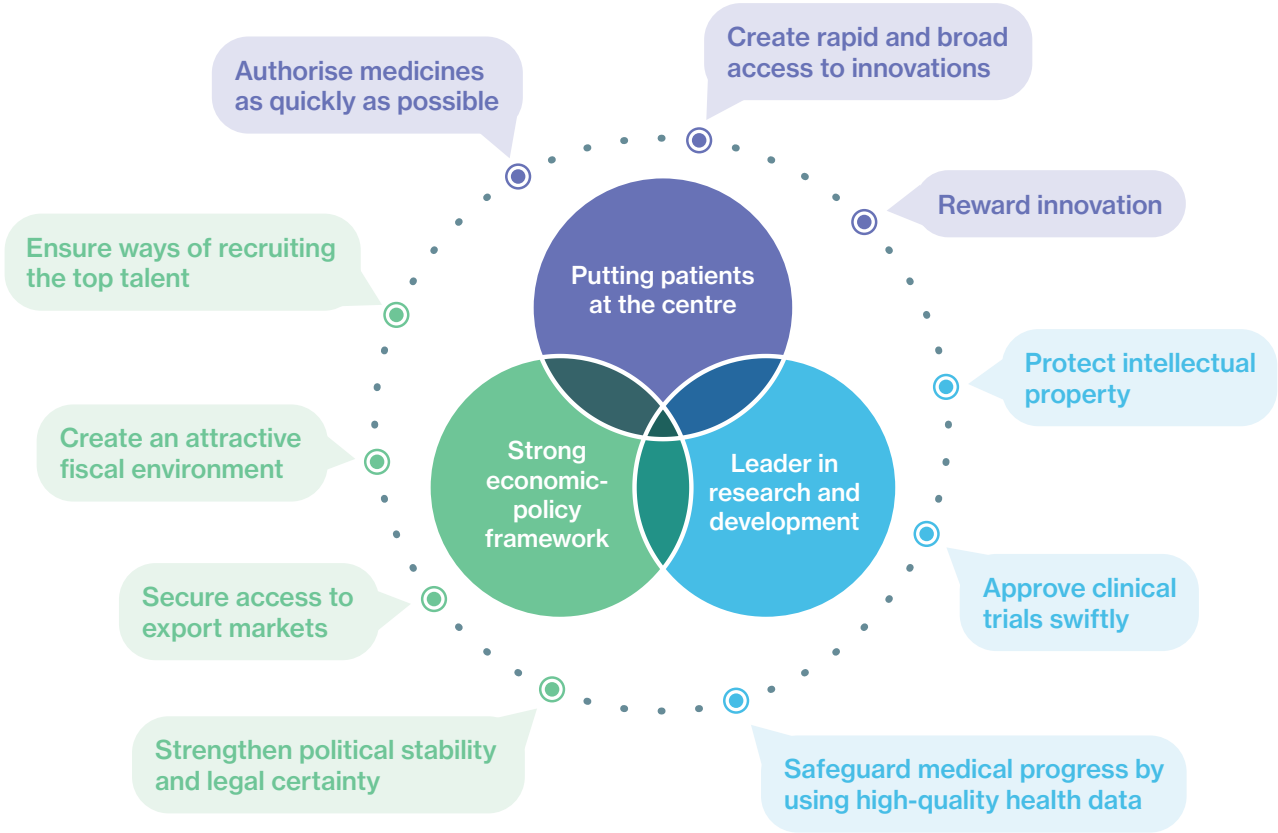 Create rapid and broad
access to innovations
Authorise medicines
as quickly as possible
Reward innovation
Ensure ways of recruiting
the top talent
Putting patients
at the centre
Protect intellectual
property
Create an attractive
fiscal environment
Strong
economic-
policy
framework
Leader in
research and
development
Approve clinical
trials swiftly
Secure access to
export markets
Strengthen political stability
and legal certainty
Safeguard medical progress by
using high-quality health data